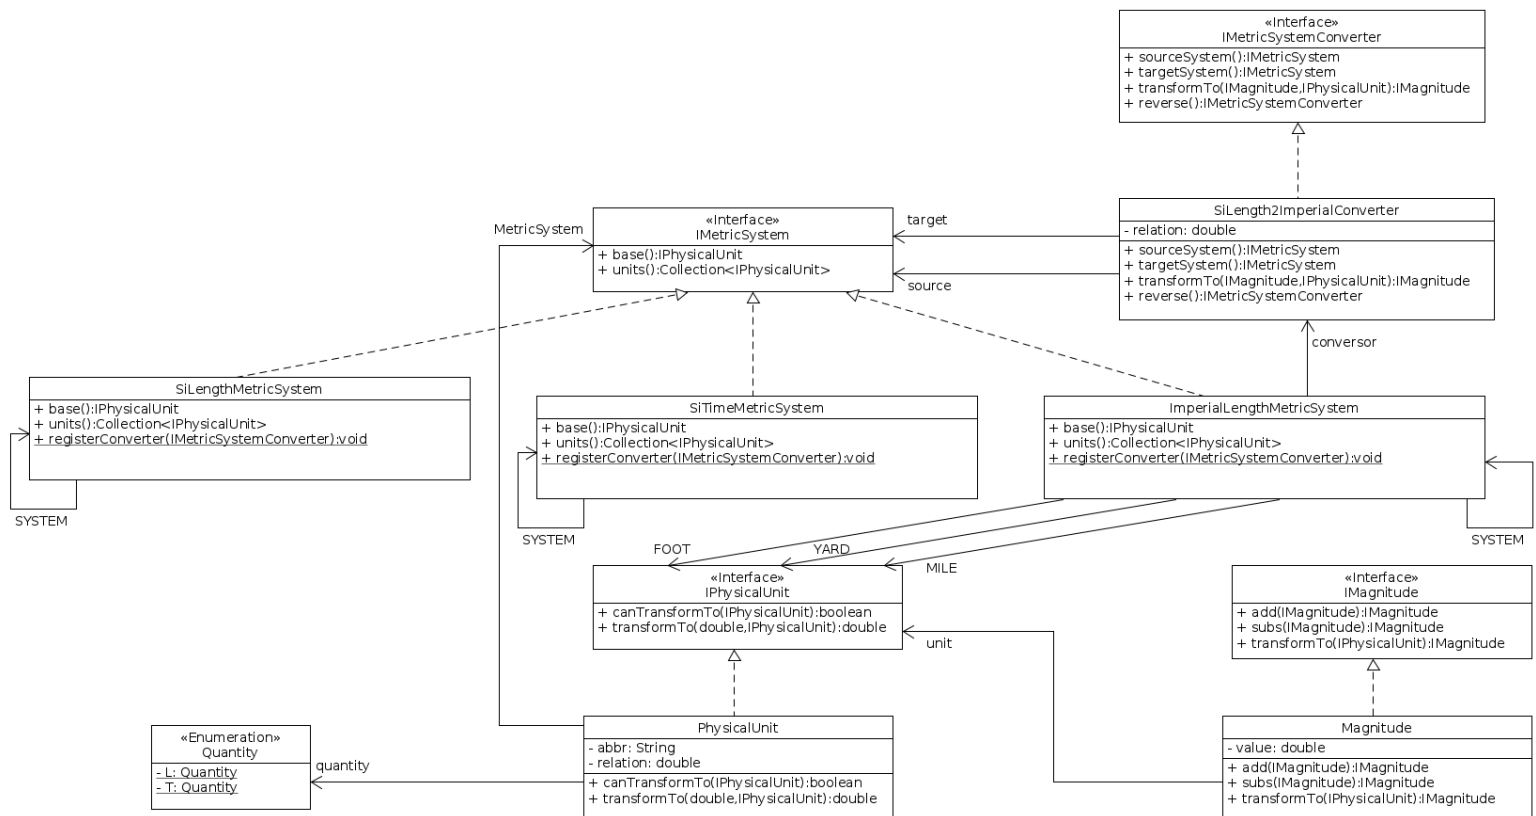 «Interface»
IMetricSystemConverter
+ sourceSystem():IMetricSystem
+ targetSystem():IMetricSystem
+ transformTo(IMagnitude,IPhysicalUnit):IMagnitude
+ reverse():IMetricSystemConverter
MetricSystem
«Interface»
IMetricSystem
+ base():IPhysicalUnit
+ units():Collection<IPhysicalUnit>
target
source
SiLength2ImperialConverter
- relation: double
+ sourceSystem():IMetricSystem
+ targetSystem():IMetricSystem
+ transformTo(IMagnitude,IPhysicalUnit):IMagnitude
+ reverse():IMetricSystemConverter
conversor
SiLengthMetricSystem
+ base():IPhysicalUnit
+ units():Collection<IPhysicalUnit>
+ registerConverter(IMetricSystemConverter):void
SYSTEM
SiTimeMetricSystem
+ base():IPhysicalUnit
+ units():Collection<IPhysicalUnit>
+ registerConverter(IMetricSystemConverter):void
SYSTEM
ImperialLengthMetricSystem
+ base():IPhysicalUnit
+ units():Collection<IPhysicalUnit>
+ registerConverter(IMetricSystemConverter):void
SYSTEM
FOOT
YARD
MILE
«Interface»
IPhysicalUnit
+ canTransformTo(IPhysicalUnit):boolean
+ transformTo(double,IPhysicalUnit):double
unit
«Interface»
IMagnitude
+ add(IMagnitude):IMagnitude
+ subs(IMagnitude):IMagnitude
+ transformTo(IPhysicalUnit):IMagnitude
«Enumeration»
Quantity
- L: Quantity
- T: Quantity
quantity
PhysicalUnit
- abbr: String
- relation: double
+ canTransformTo(IPhysicalUnit):boolean
+ transformTo(double,IPhysicalUnit):double
Magnitude
- value: double
+ add(IMagnitude):IMagnitude
+ subs(IMagnitude):IMagnitude
+ transformTo(IPhysicalUnit):IMagnitude